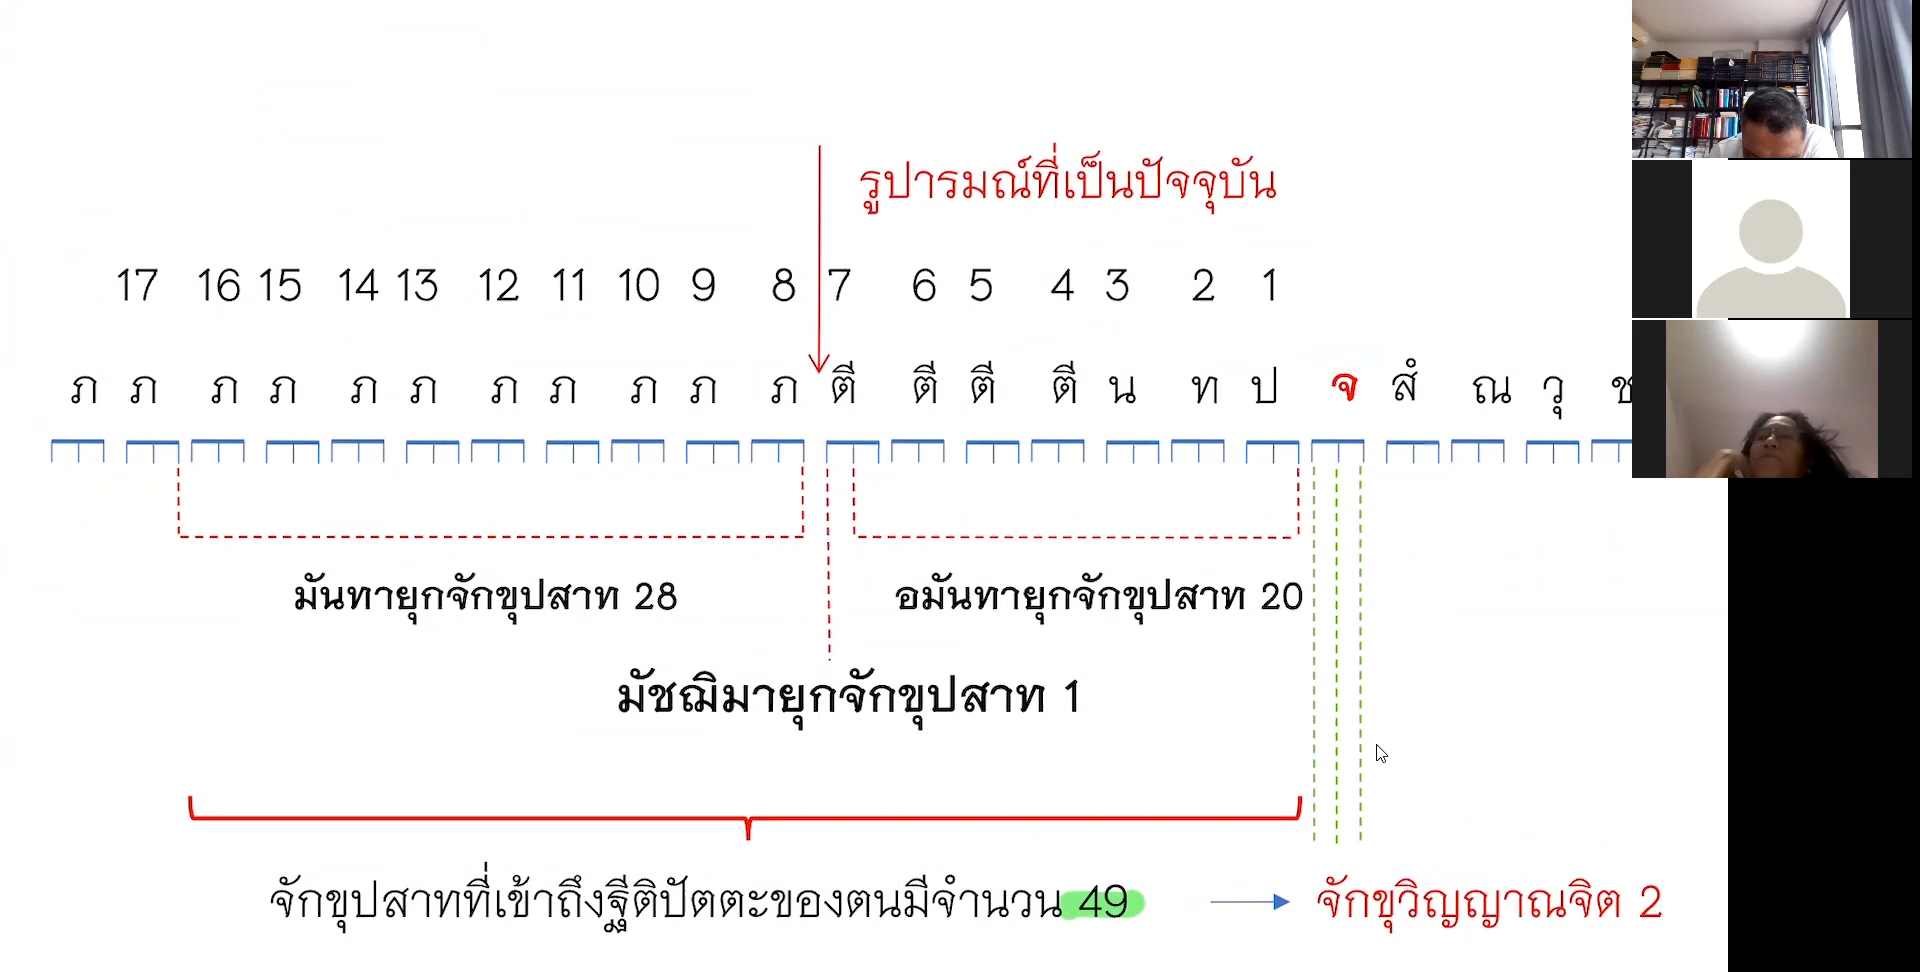 รูปารมณ์ที่เป็นปัจจุบัน
17 16 15 14 13 12 11 10 9 8 7 6 5 4 3 2 1
ภ ภ ภ ภ ภ ภ ภ ภ ภ ภ ภ ตี ตี ตี ตี น ท ป จ สํ ณ วุ ช
มันทายุกจักขุปสาท 28 อมันทายุกจักขุปสาท 20
มัชฌิมายุกจักขุปสาท 1
จักขุปสาทที่เข้าถึงฐีติปัตตะของตนมีจำนวน 49 จักขุวิญญาณจิต 2